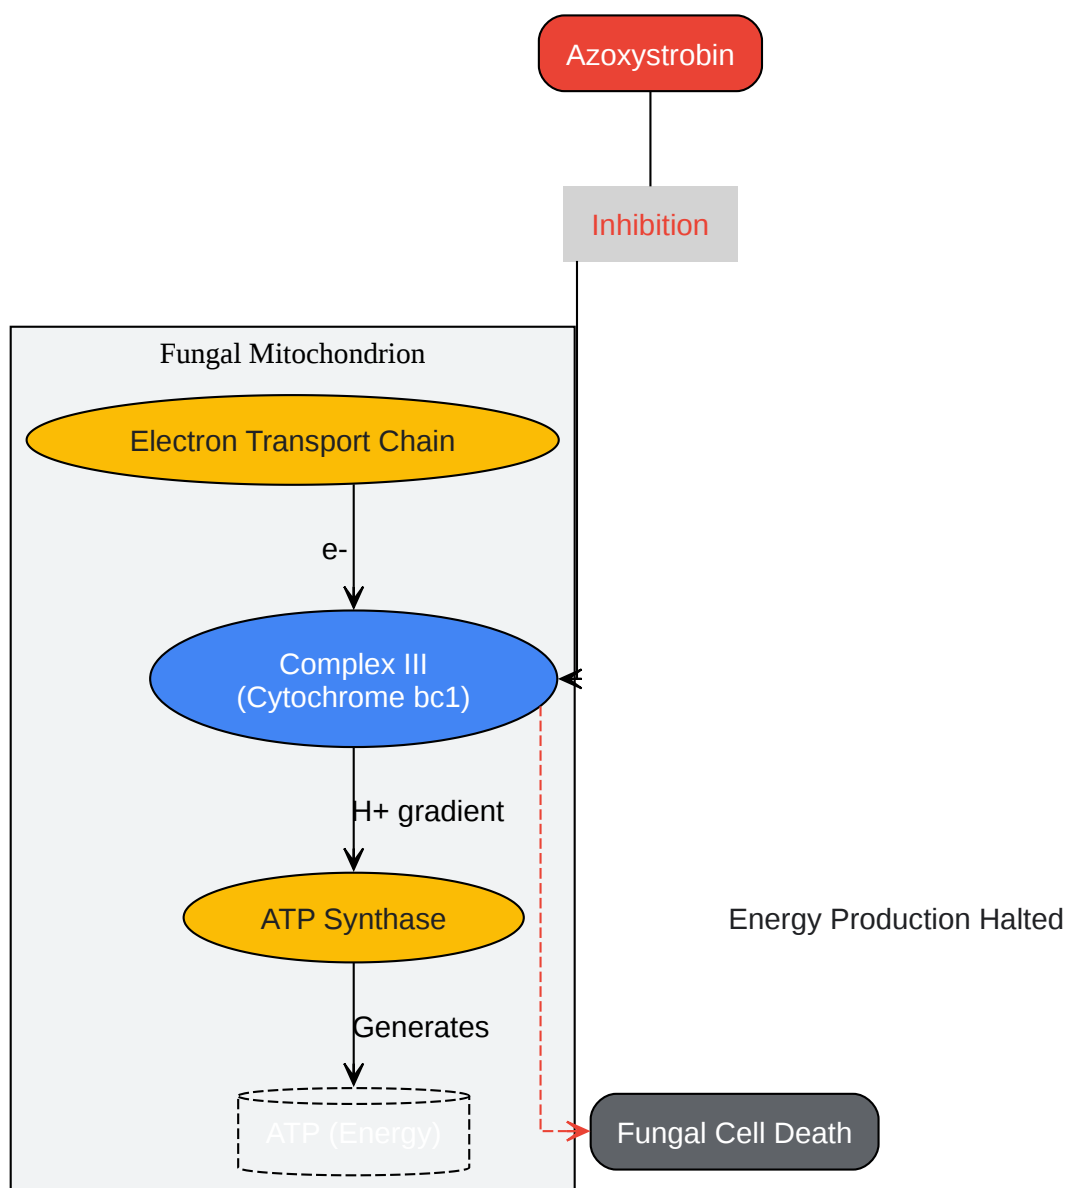 Azoxystrobin
Inhibition
Fungal Mitochondrion
Electron Transport Chain
e-
Complex III
(Cytochrome bc1)
H+ gradient
ATP Synthase
Energy Production Halted
Generates
ATP (Energy)
Fungal Cell Death